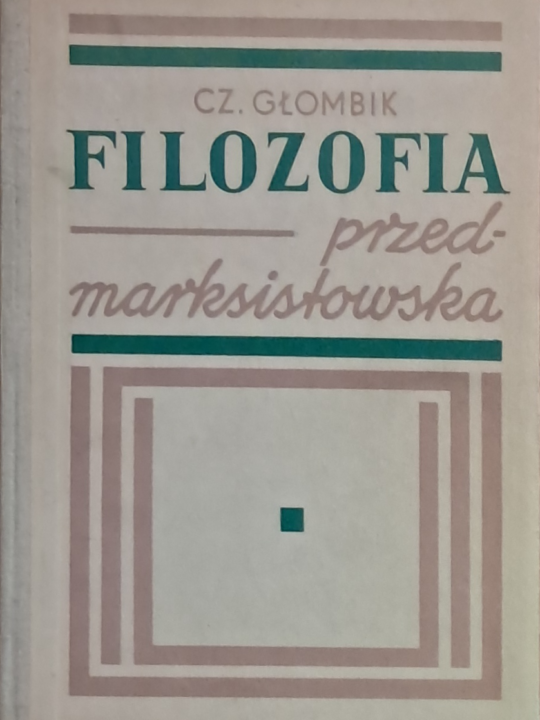 CZ. GŁOMBIK
FILOZOFIA
przed-
marksistowska